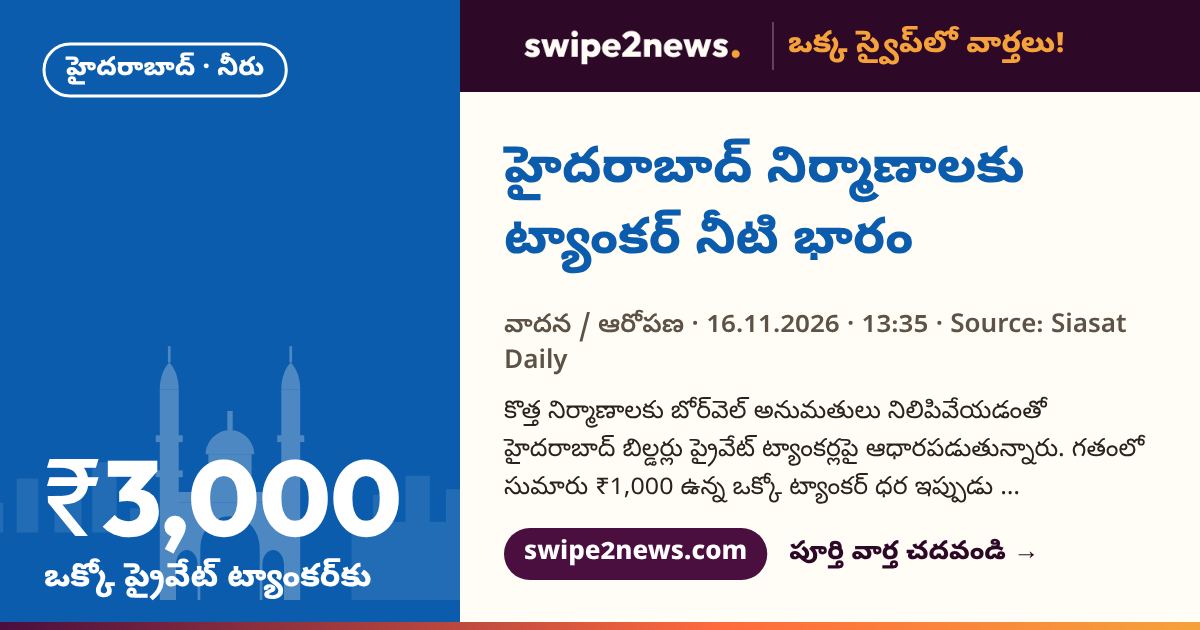 హైదరాబాద్ · నీరు
₹3,000
ఒక్కో ప్రైవేట్ ట్యాంకర్‌కు
swipe2news.
ఒక్క స్వైప్‌లో వార్తలు!
హైదరాబాద్ నిర్మాణాలకు
ట్యాంకర్ నీటి భారం
వాదన / ఆరోపణ · 16.11.2026 · 13:35 · Source: Siasat
Daily
కొత్త నిర్మాణాలకు బోర్‌వెల్ అనుమతులు నిలిపివేయడంతో
హైదరాబాద్ బిల్డర్లు ప్రైవేట్ ట్యాంకర్లపై ఆధారపడుతున్నారు. గతంలో
సుమారు ₹1,000 ఉన్న ఒక్కో ట్యాంకర్ ధర ఇప్పుడు ...
swipe2news.com
పూర్తి వార్త చదవండి →